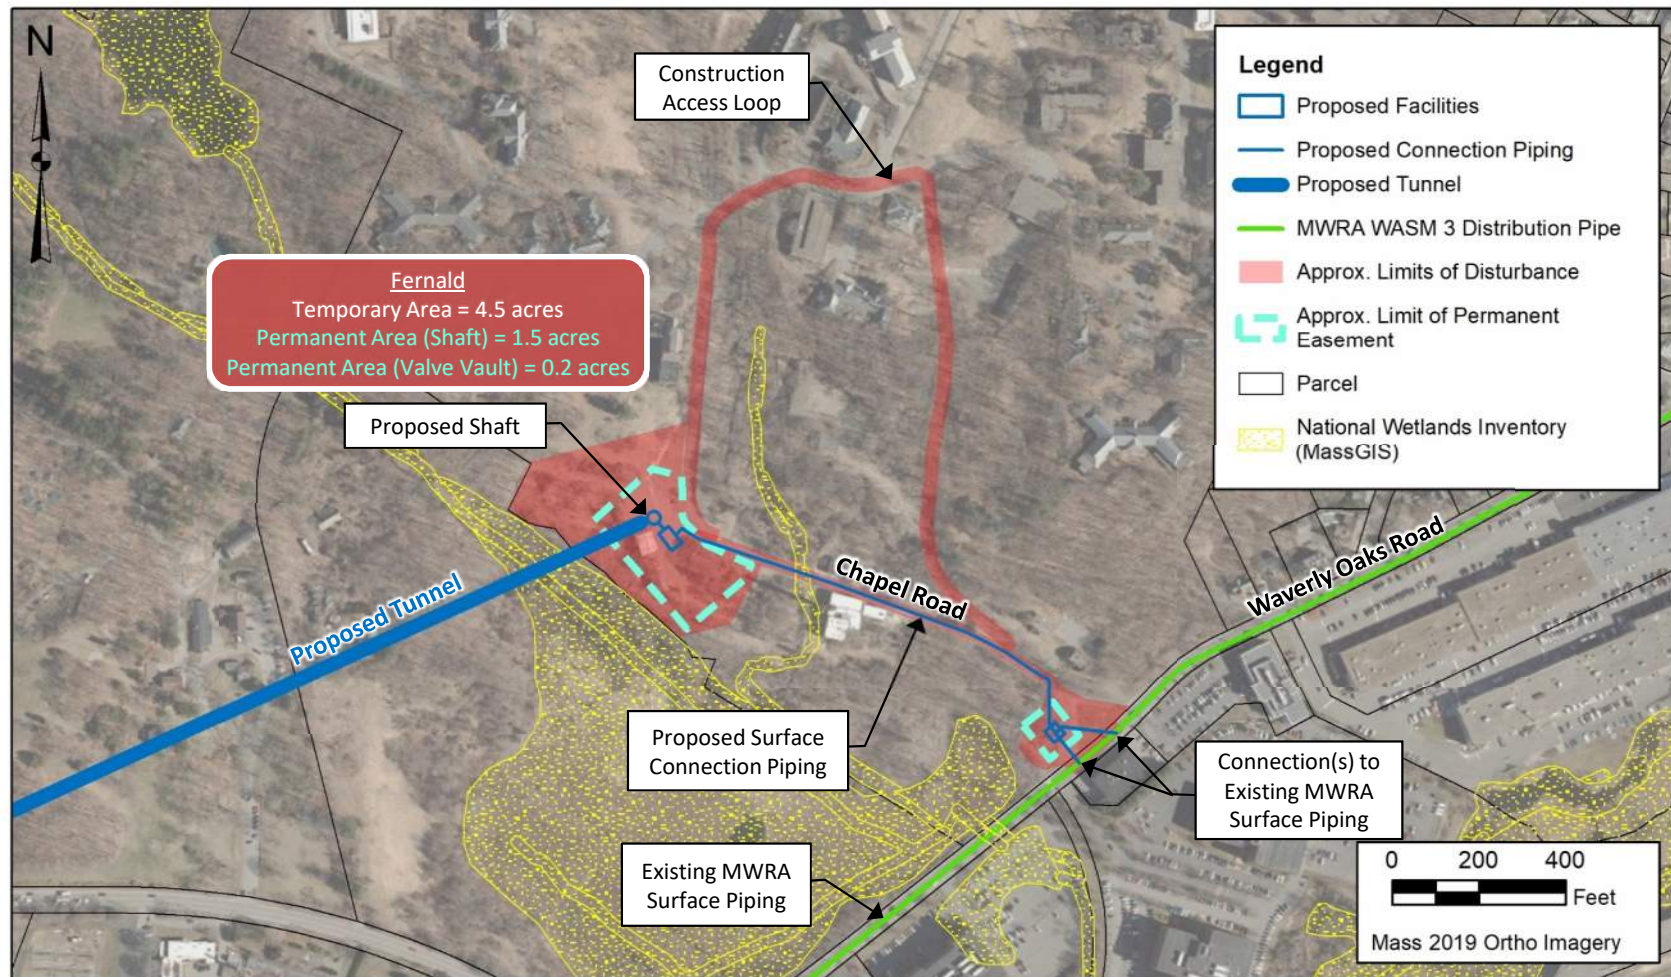 N
Construction
Access Loop
Legend
Proposed Facilities
Proposed Connection Piping
Proposed Tunnel
MWRA WASM 3 Distribution Pipe
Approx. Limits of Disturbance
Approx. Limit of Permanent
Easement
Parcel
National Wetlands Inventory
(MassGIS)
Fernald
Temporary Area = 4.5 acres
Permanent Area (Shaft) = 1.5 acres
Permanent Area (Valve Vault) = 0.2 acres
Proposed Shaft
Proposed Tunnel
Chapel Road
Waverly Oaks Road
Proposed Surface
Connection Piping
Connection(s) to
Existing MWRA
Surface Piping
Existing MWRA
Surface Piping
0 200 400
Feet
Mass 2019 Ortho Imagery